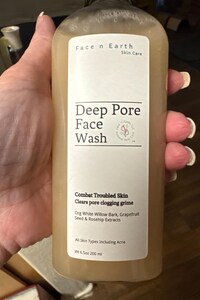 Face n Earth
Skin Care
Deep Pore
Face
Wash
Combat Troubled Skin
Clears pore clogging grime
Org White Willow Bark, Grapefruit
Seed & Rosehip Extracts
All Skin Types Including Acne